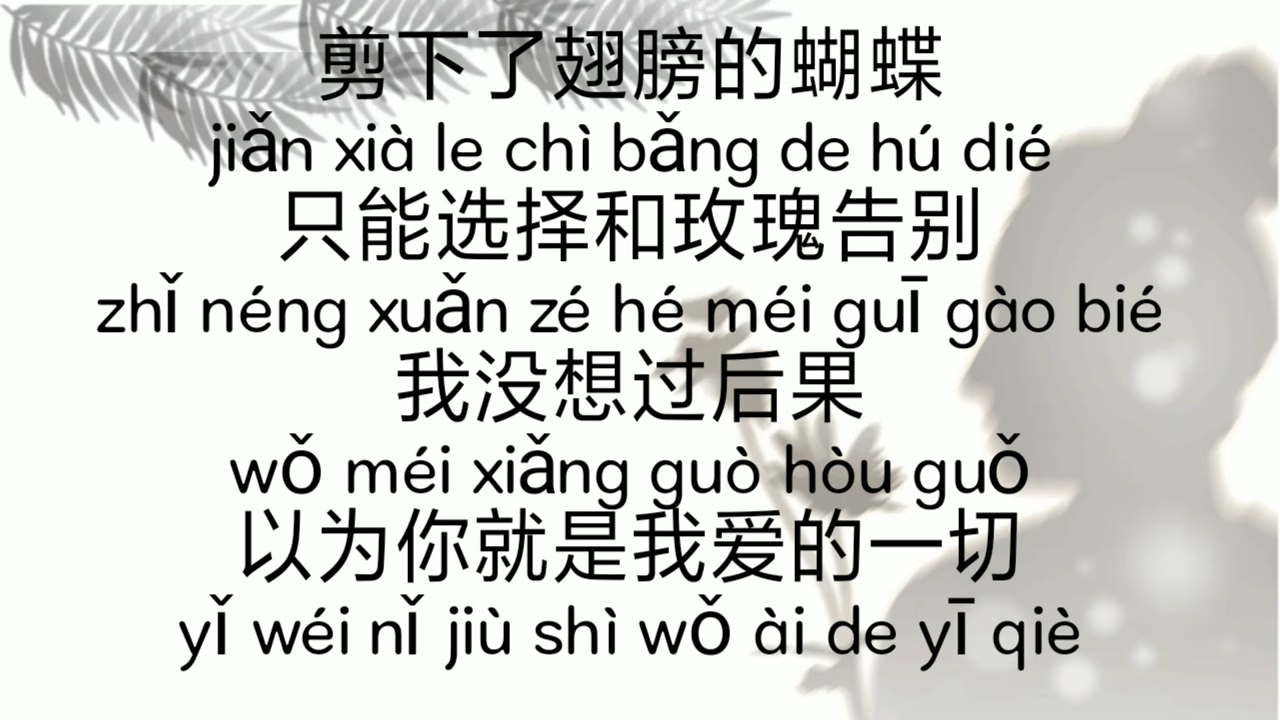 剪下了翅膀的蝴蝶
jiǎn xià le chì bǎng de hú dié
只能选择和玫瑰告别
zhǐ néng xuǎn zé hé méi guī gào bié
我没想过后果
wǒ méi xiǎng guò hòu guǒ
以为你就是我爱的一切
yǐ wéi nǐ jiù shì wǒ ài de yī qiè